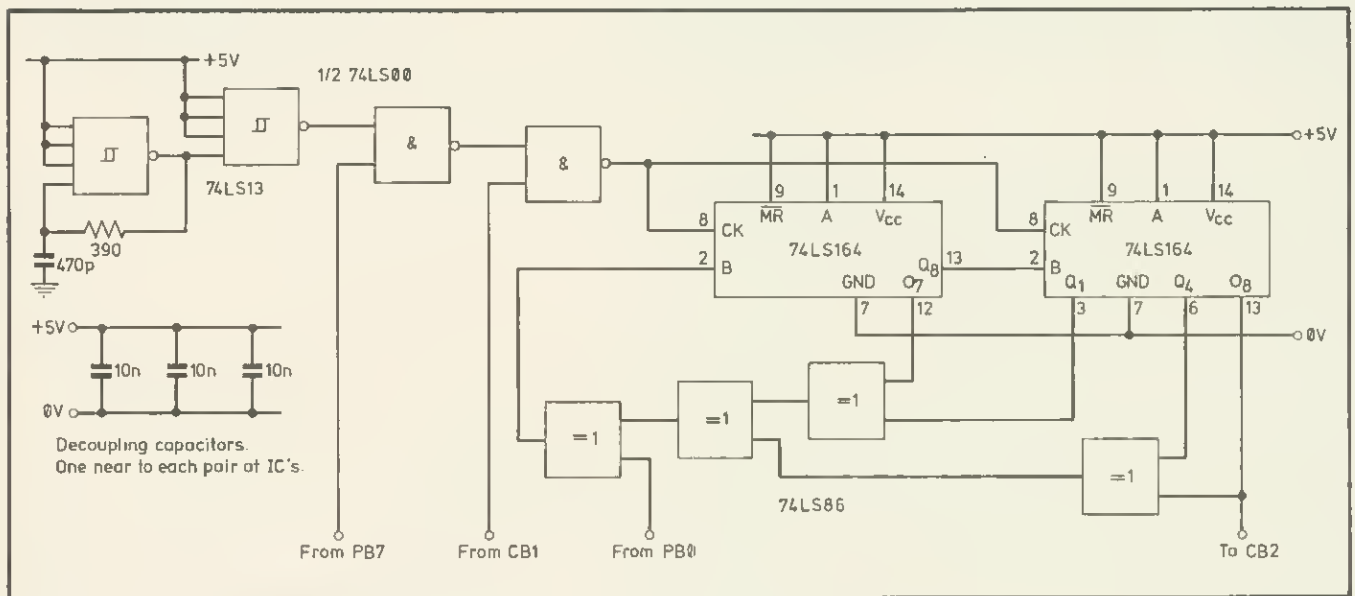 +5V
1/2 74LS00
74LS13
390
470p
&
&
+5V
9
1
14
9
1
14
8
MR
A
Vcc
8
MR
A
Vcc
CK
74LS164
CK
74LS164
2
B
Q8
13
2
B
Q1
GND
Q4
O8
GND
O7
7
12
3
7
6
13
0V
+5V
10n
10n
10n
0V
Decoupling capacitors.
One near to each pair of IC's.
=1
=1
=1
=1
74LS86
From PB7
From CB1
From PB0
To CB2